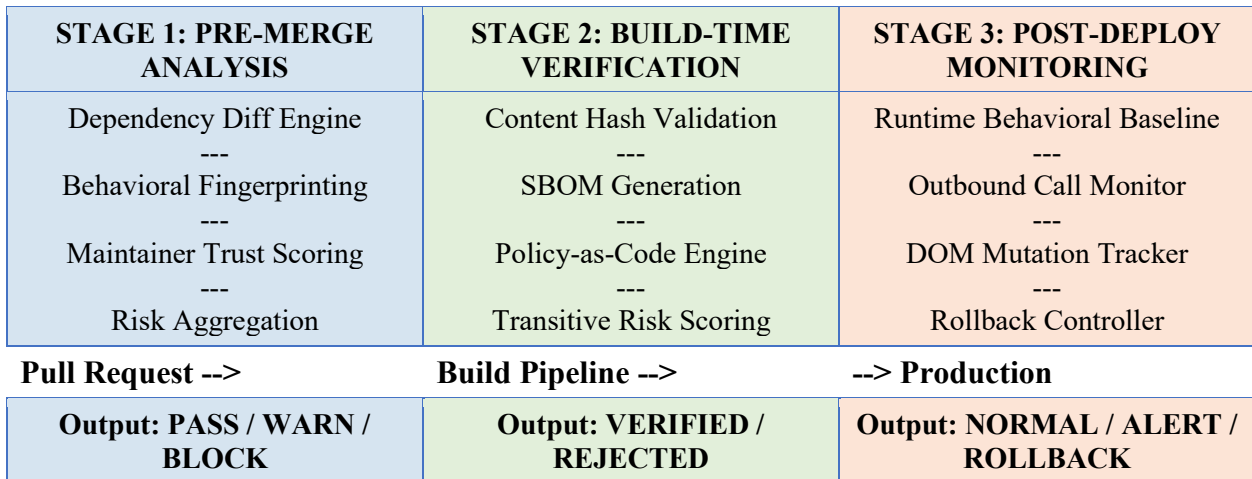 STAGE 1: PRE-MERGE
ANALYSIS
STAGE 2: BUILD-TIME
VERIFICATION
STAGE 3: POST-DEPLOY
MONITORING
Dependency Diff Engine
---
Behavioral Fingerprinting
---
Maintainer Trust Scoring
---
Risk Aggregation
Content Hash Validation
---
SBOM Generation
---
Policy-as-Code Engine
---
Transitive Risk Scoring
Runtime Behavioral Baseline
---
Outbound Call Monitor
---
DOM Mutation Tracker
---
Rollback Controller
Pull Request -->
Build Pipeline -->
--> Production
Output: PASS / WARN /
BLOCK
Output: VERIFIED /
REJECTED
Output: NORMAL / ALERT /
ROLLBACK